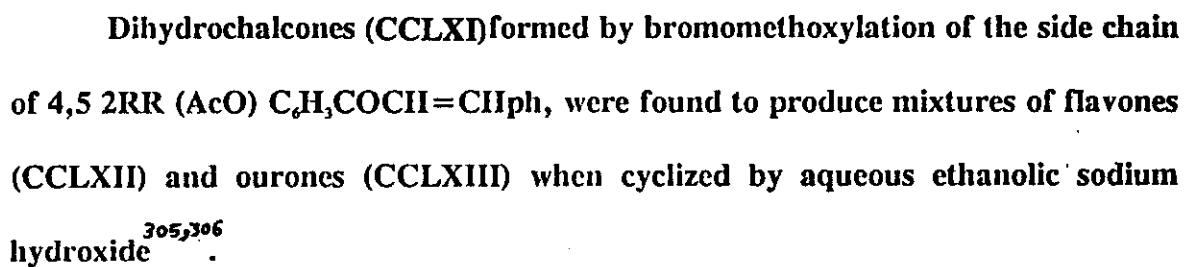 Dihydrochalcones (CCLXI)formed by bromomethoxylation of the side chain
of 4,5 2RR (AcO) C₆H₃COCH=CHph, were found to produce mixtures of flavones
(CCLXII) and ourones (CCLXIII) when cyclized by aqueous ethanolic sodium
hydroxide³⁰⁵,³⁰⁶.